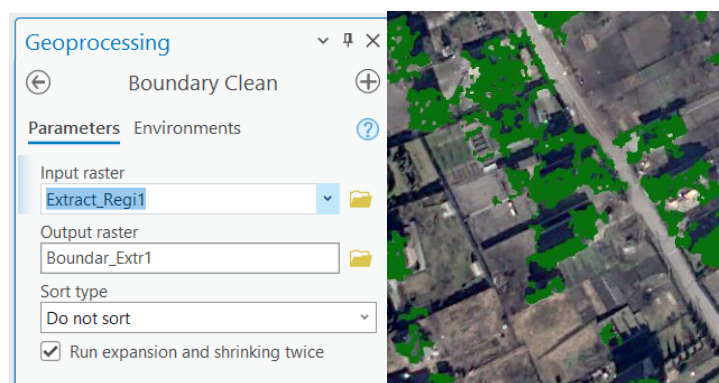 Geoprocessing
Boundary Clean
Parameters Environments
Input raster
Extract_Regi1
Output raster
Boundar_Extr1
Sort type
Do not sort
Run expansion and shrinking twice